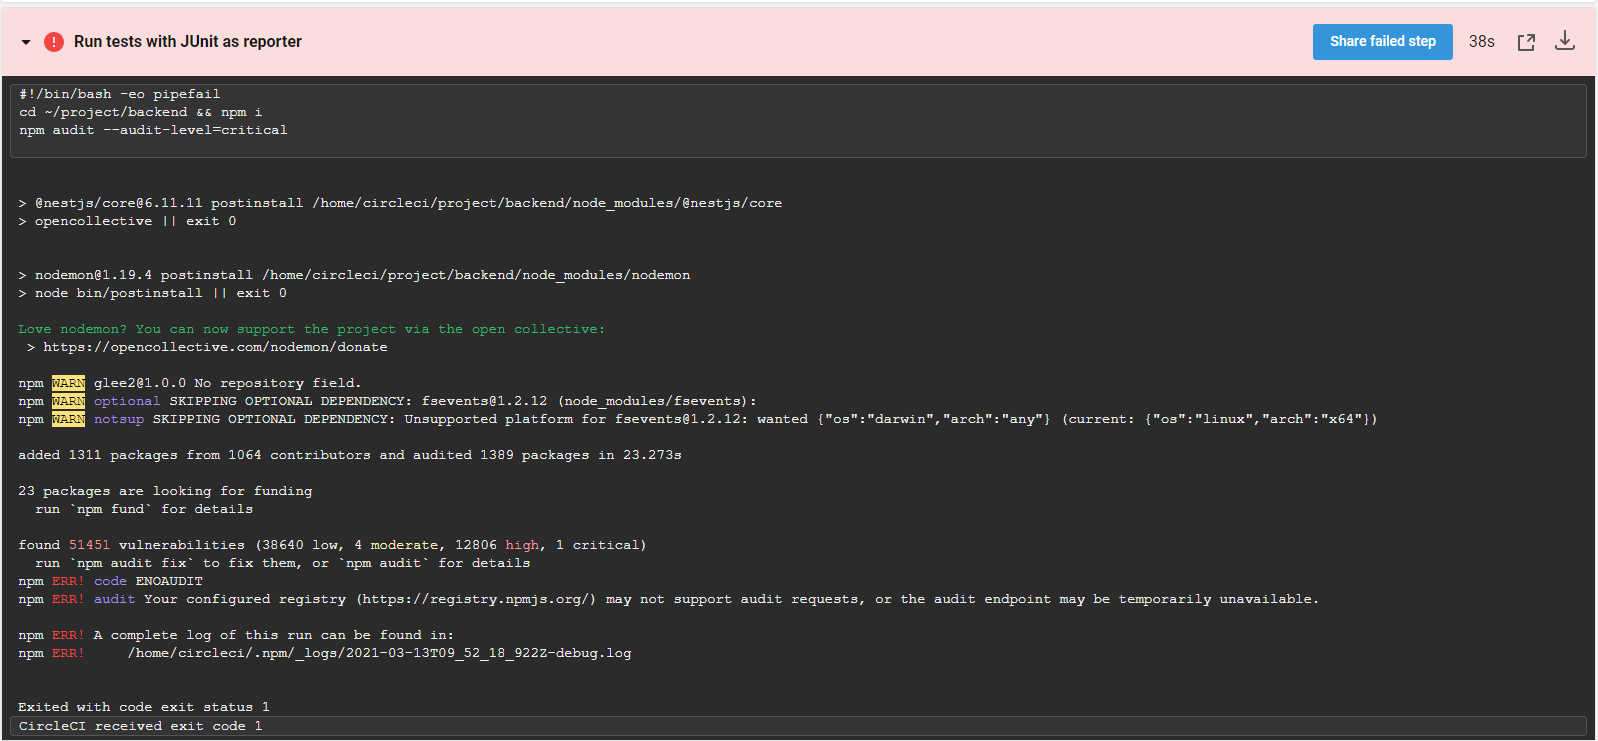 Run tests with JUnit as reporter
Share failed step
38s
#!/bin/bash -eo pipefail
cd ~/project/backend && npm i
npm audit --audit-level=critical
> @nestjs/core@6.11.11 postinstall /home/circleci/project/backend/node_modules/@nestjs/core
> opencollective || exit 0
> nodemon@1.19.4 postinstall /home/circleci/project/backend/node_modules/nodemon
> node bin/postinstall || exit 0
Love nodemon? You can now support the project via the open collective:
 > https://opencollective.com/nodemon/donate
npm WARN glee2@1.0.0 No repository field.
npm WARN optional SKIPPING OPTIONAL DEPENDENCY: fsevents@1.2.12 (node_modules/fsevents):
npm WARN notsup SKIPPING OPTIONAL DEPENDENCY: Unsupported platform for fsevents@1.2.12: wanted {"os":"darwin","arch":"any"} (current: {"os":"linux","arch":"x64"})
added 1311 packages from 1064 contributors and audited 1389 packages in 23.273s
23 packages are looking for funding
  run `npm fund` for details
found 51451 vulnerabilities (38640 low, 4 moderate, 12806 high, 1 critical)
  run `npm audit fix` to fix them, or `npm audit` for details
npm ERR! code ENOAUDIT
npm ERR! audit Your configured registry (https://registry.npmjs.org/) may not support audit requests, or the audit endpoint may be temporarily unavailable.
npm ERR! A complete log of this run can be found in:
npm ERR!     /home/circleci/.npm/_logs/2021-03-13T09_52_18_922Z-debug.log
Exited with code exit status 1
CircleCI received exit code 1